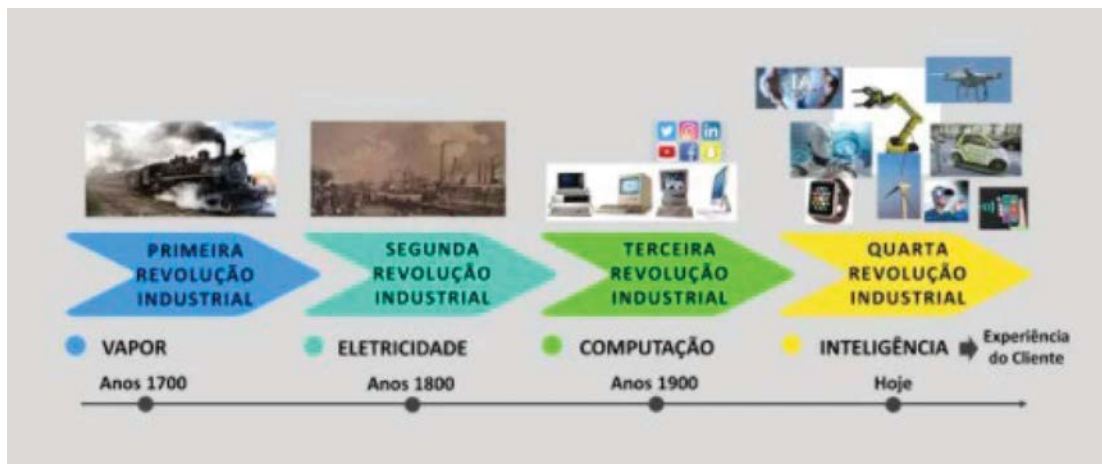 IA
PRIMEIRA
REVOLUÇÃO
INDUSTRIAL
SEGUNDA
REVOLUÇÃO
INDUSTRIAL
TERCEIRA
REVOLUÇÃO
INDUSTRIAL
QUARTA
REVOLUÇÃO
INDUSTRIAL
VAPOR
ELETRICIDADE
COMPUTAÇÃO
INTELIGÊNCIA
Experiência
do Cliente
Anos 1700
Anos 1800
Anos 1900
Hoje